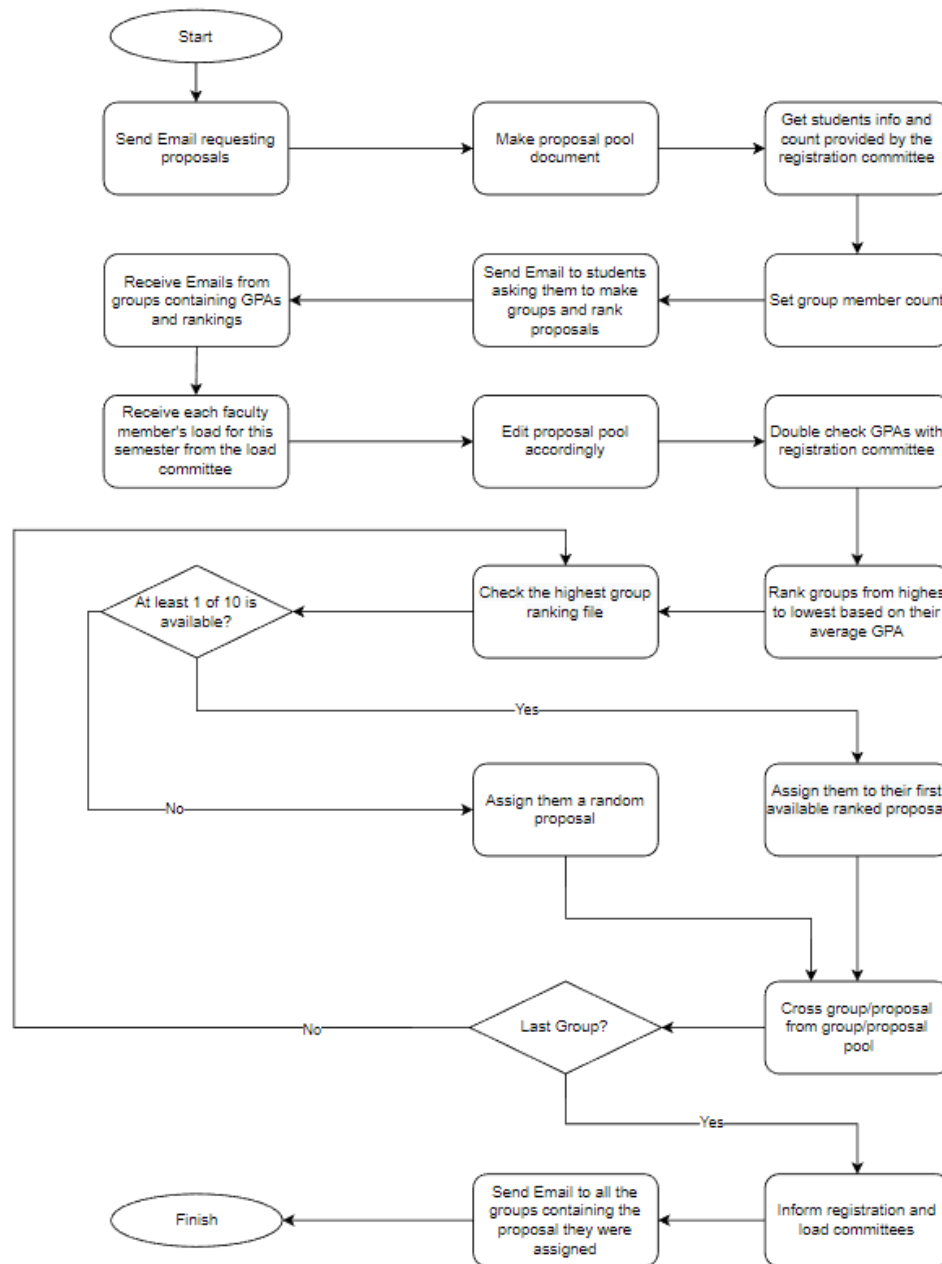 Start
Send Email requesting
proposals
Make proposal pool
document
Get students info and
count provided by the
registration committee
Receive Emails from
groups containing GPAs
and rankings
Send Email to students
asking them to make
groups and rank
proposals
Set group member count
Receive each faculty
member's load for this
semester from the load
committee
Edit proposal pool
accordingly
Double check GPAs with
registration committee
At least 1 of 10 is
available?
Check the highest group
ranking file
Rank groups from highest
to lowest based on their
average GPA
Yes
No
Assign them a random
proposal
Assign them to their first
available ranked proposal
No
Last Group?
Cross group/proposal
from group/proposal
pool
Yes
Finish
Send Email to all the
groups containing the
proposal they were
assigned
Inform registration and
load committees